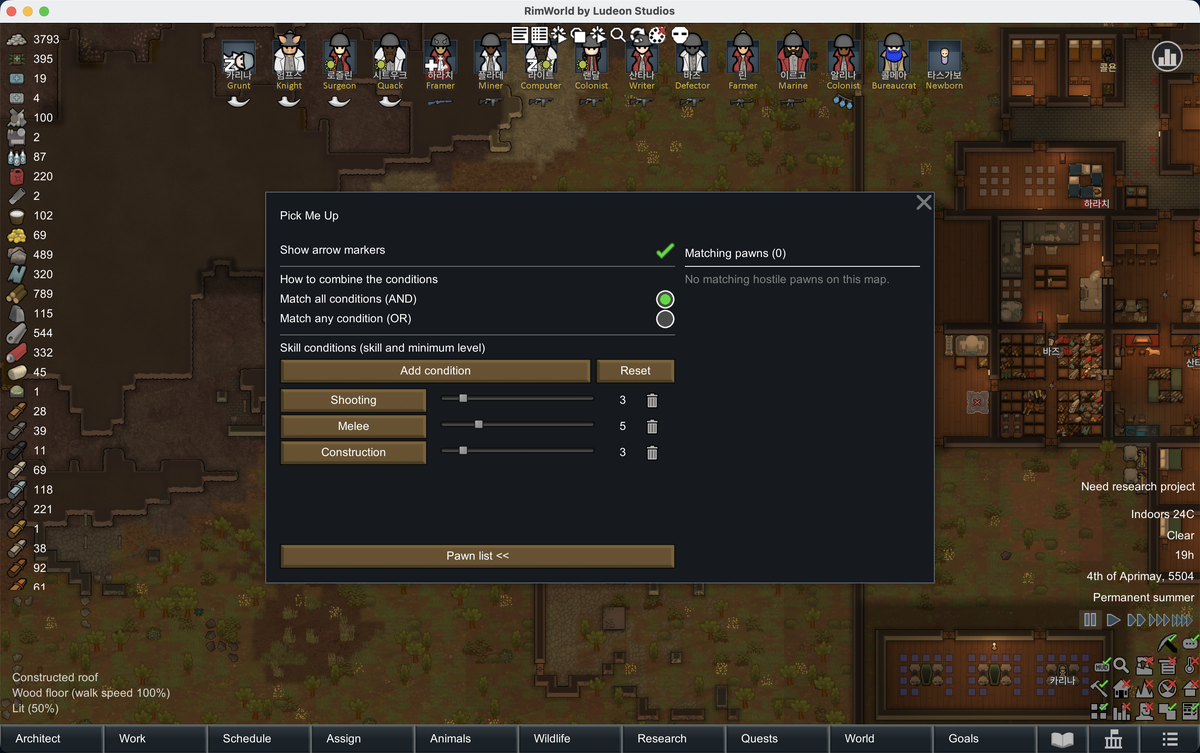 RimWorld by Ludeon Studios
3793
395
19
4
100
2
87
220
2
102
69
489
320
789
115
544
332
45
1
28
39
11
69
118
221
1
38
92
61
카리나
Grunt
험프스
Knight
로즐린
Surgeon
시트우크
Quack
하라치
Framer
플라데
Miner
라이트
Computer
랜달
Colonist
산타나
Writer
바즈
Defector
린
Farmer
이르고
Marine
알리나
Colonist
콜메아
Bureaucrat
타스가보
Newborn
콜욘
하라치
바즈
산타
Pick Me Up
Show arrow markers
How to combine the conditions
Match all conditions (AND)
Match any condition (OR)
Skill conditions (skill and minimum level)
Add condition
Reset
Shooting
3
Melee
5
Construction
3
Pawn list <<
Matching pawns (0)
No matching hostile pawns on this map.
Need research project
Indoors 24C
Clear
19h
4th of Aprimay, 5504
Permanent summer
카리나
Constructed roof
Wood floor (walk speed 100%)
Lit (50%)
Architect
Work
Schedule
Assign
Animals
Wildlife
Research
Quests
World
Goals